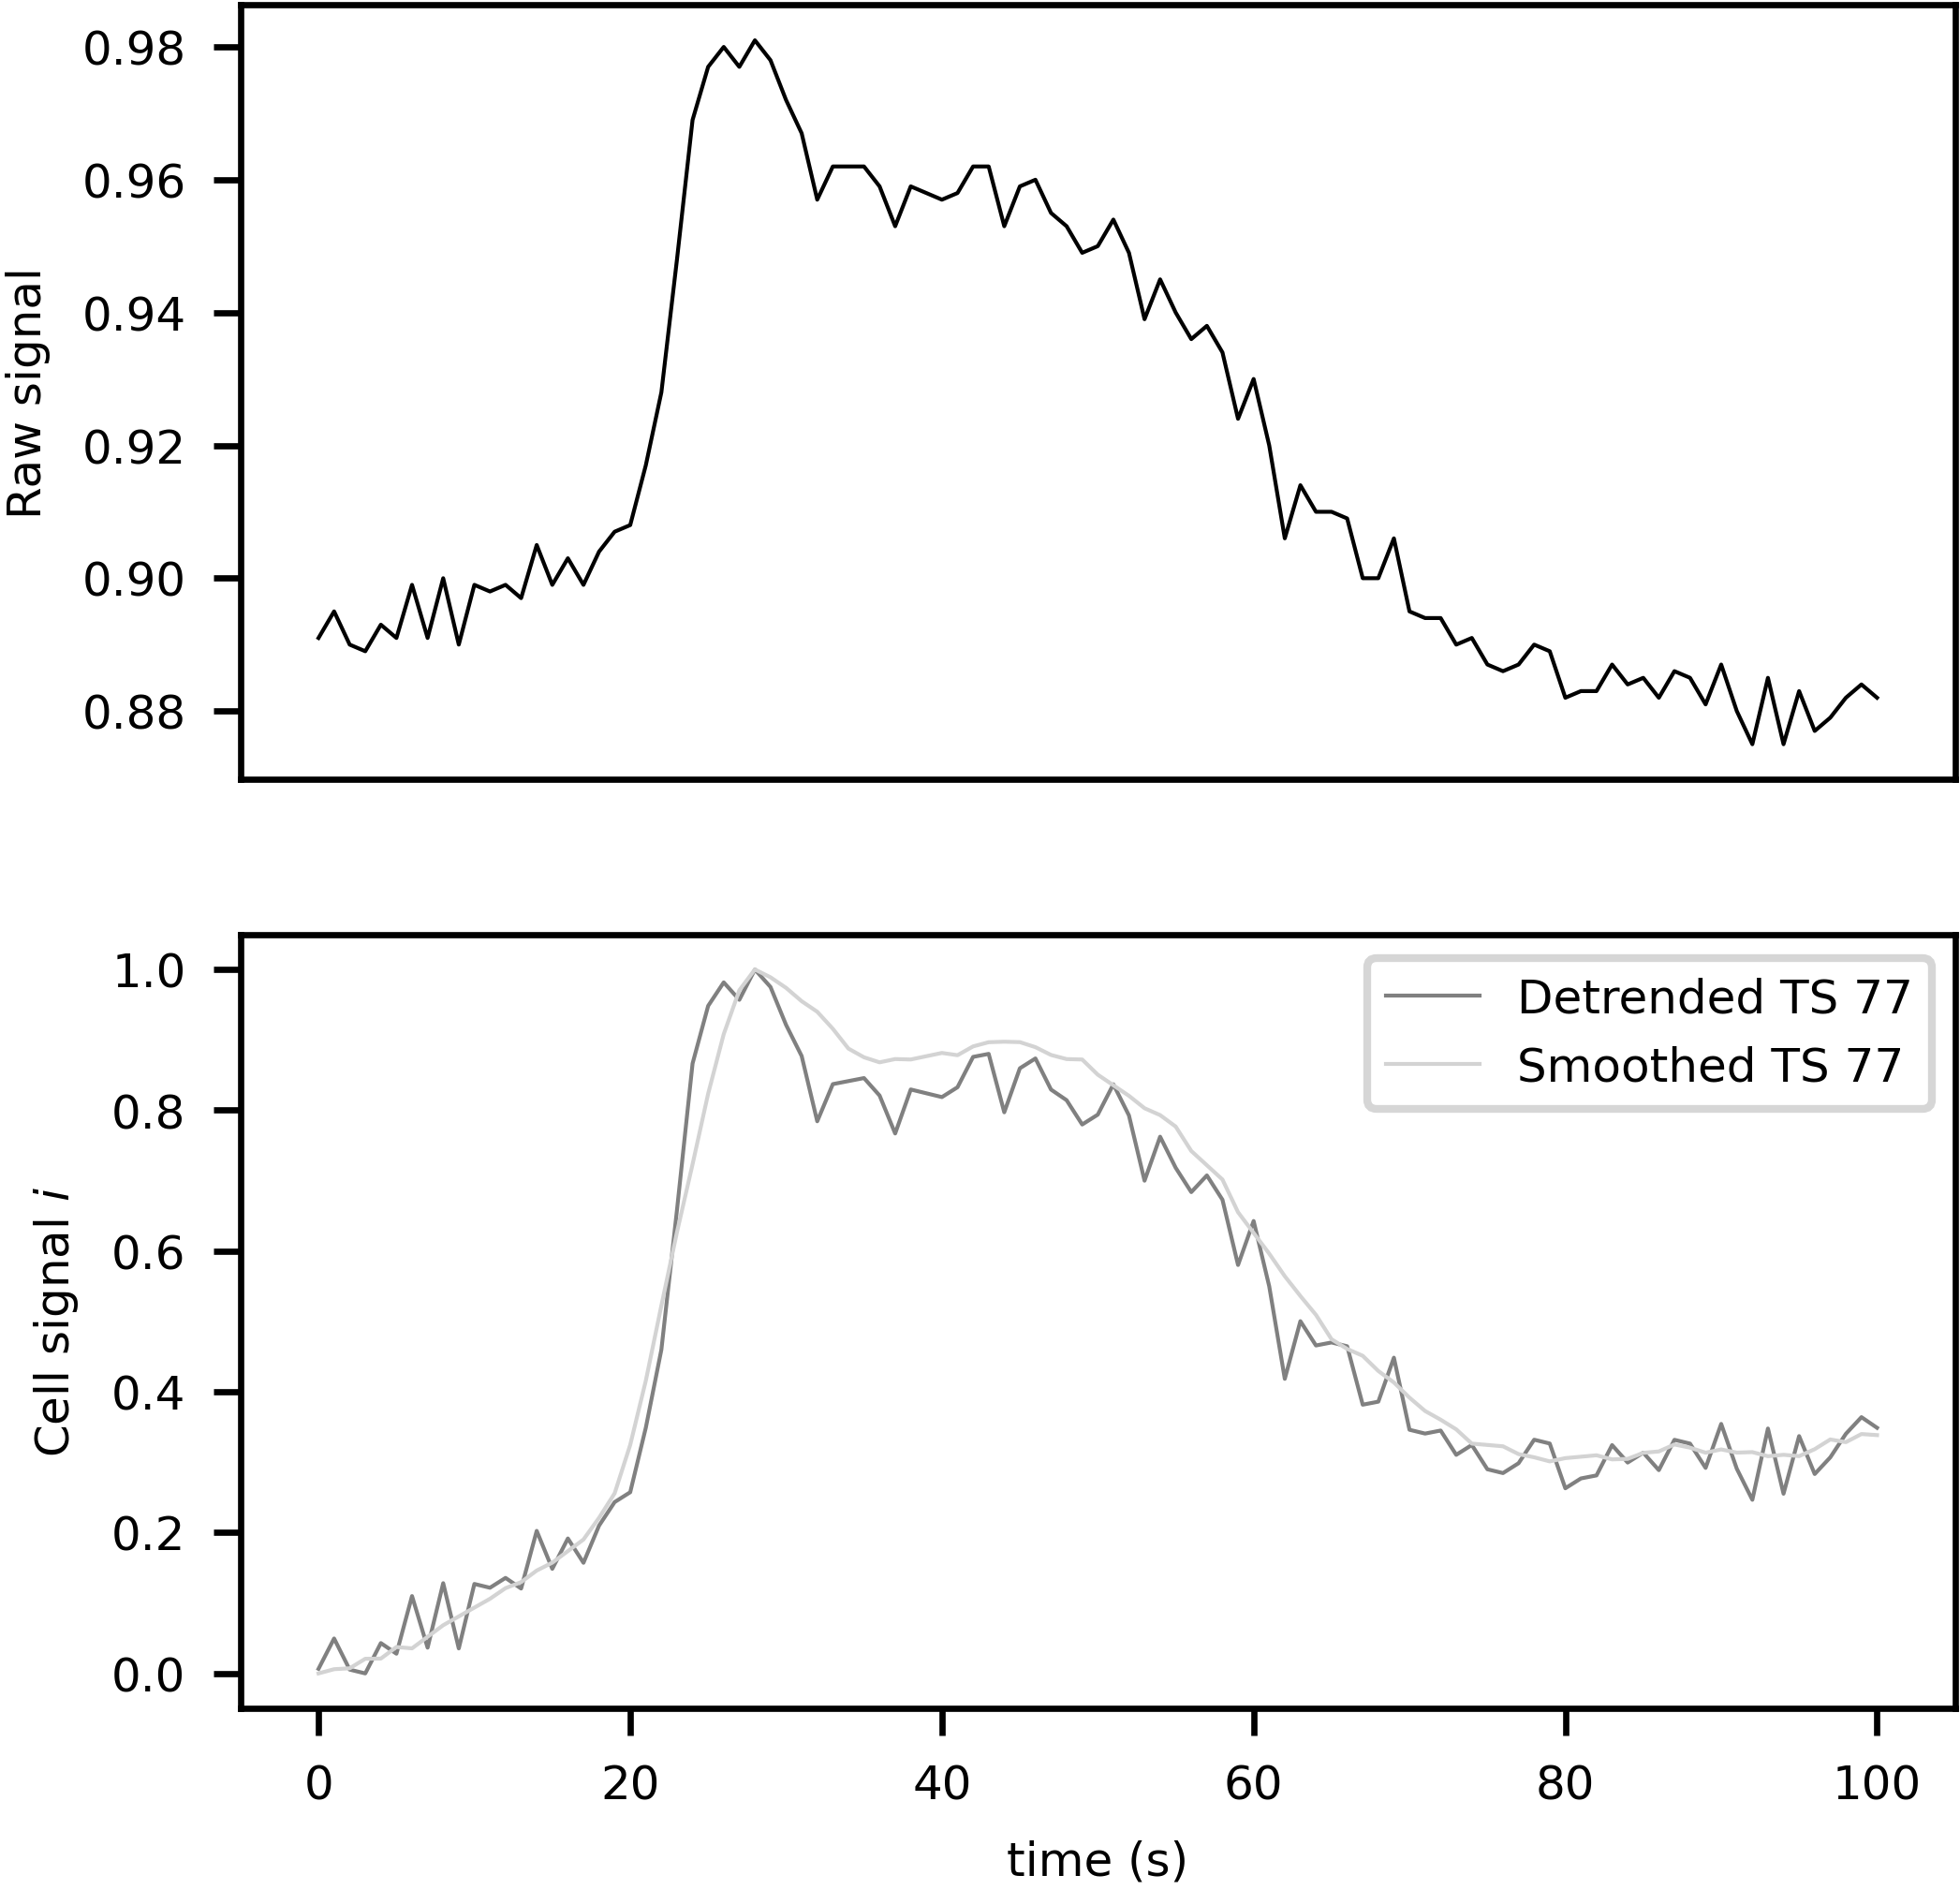 0.98
0.96
0.94
0.92
0.90
0.88
Raw signal
1.0
0.8
0.6
0.4
0.2
0.0
Cell signal i
Detrended TS 77
Smoothed TS 77
0 20 40 60 80 100
time (s)